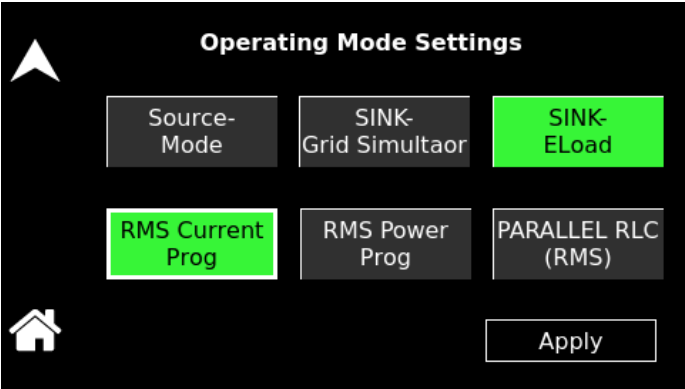 Operating Mode Settings
Source-
Mode
SINK-
Grid Simultaor
SINK-
ELoad
RMS Current
Prog
RMS Power
Prog
PARALLEL RLC
(RMS)
Apply